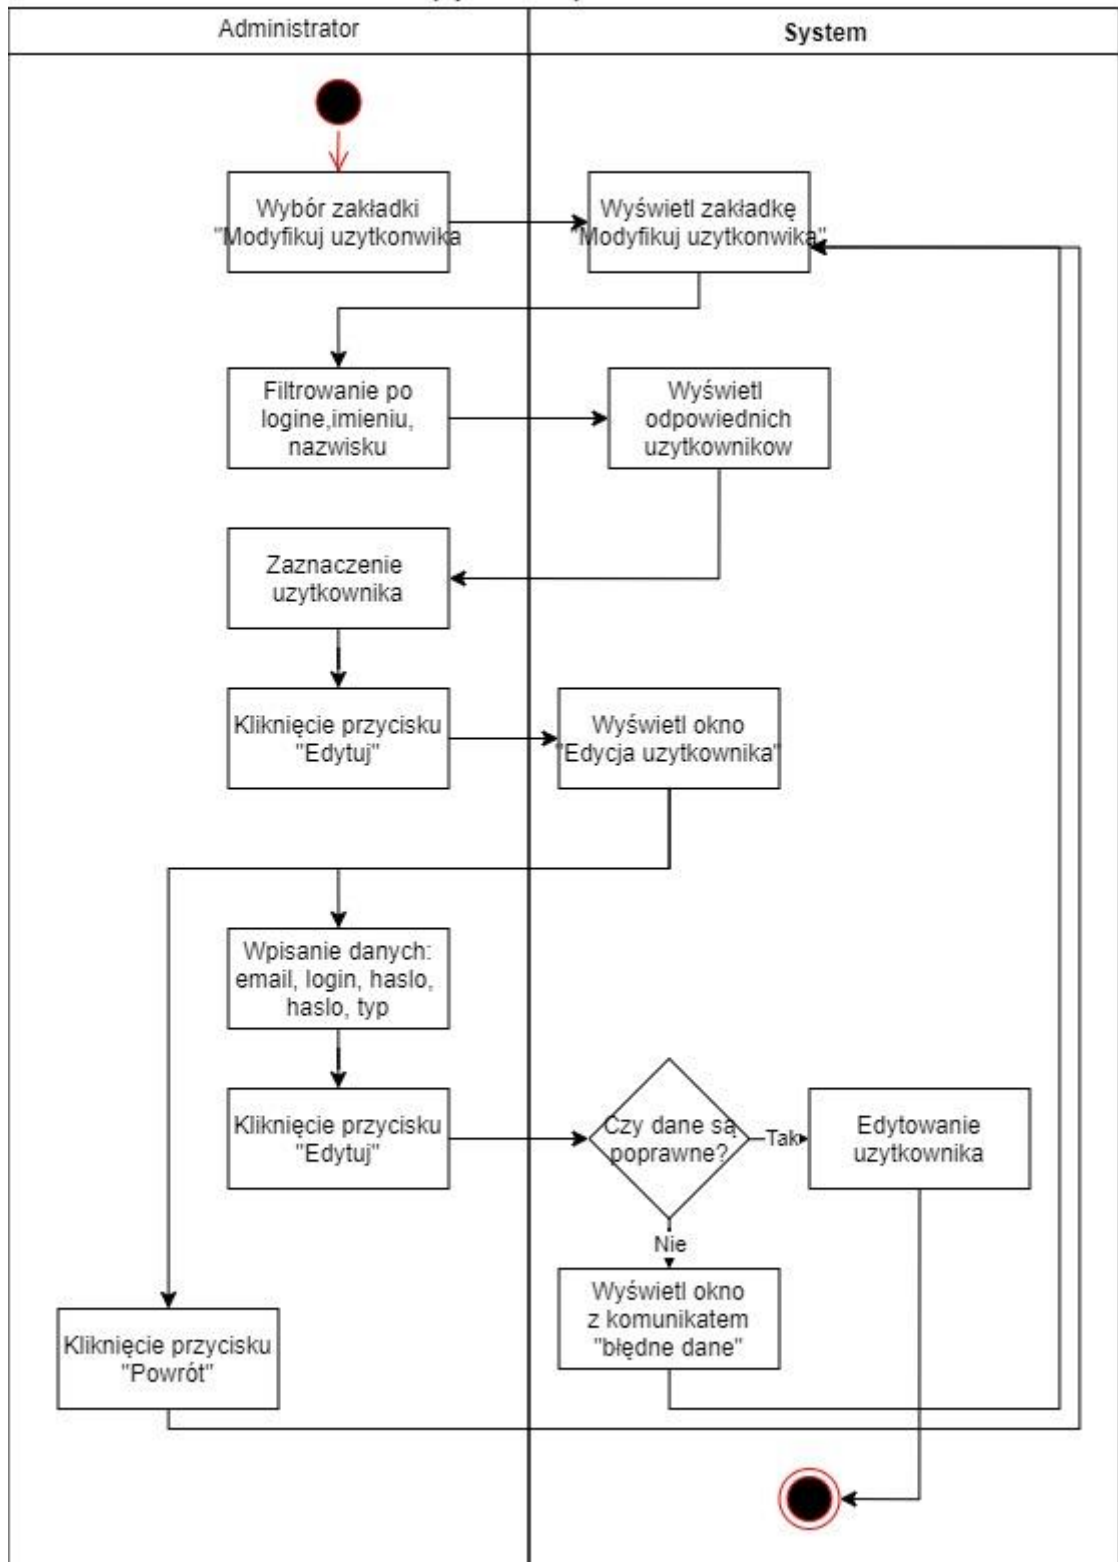 Administrator
System
Wybór zakładki
"Modyfikuj uzytkonwika
Wyświetl zakładkę
"Modyfikuj uzytkonwika"
Filtrowanie po
logine,imieniu,
nazwisku
Wyświetl
odpowiednich
uzytkownikow
Zaznaczenie
uzytkownika
Kliknięcie przycisku
"Edytuj"
Wyświetl okno
"Edycja uzytkownika"
Wpisanie danych:
email, login, haslo,
haslo, typ
Kliknięcie przycisku
"Edytuj"
Czy dane są
poprawne?
Tak
Edytowanie
uzytkownika
Nie
Wyświetl okno
z komunikatem
"błędne dane"
Kliknięcie przycisku
"Powrót"